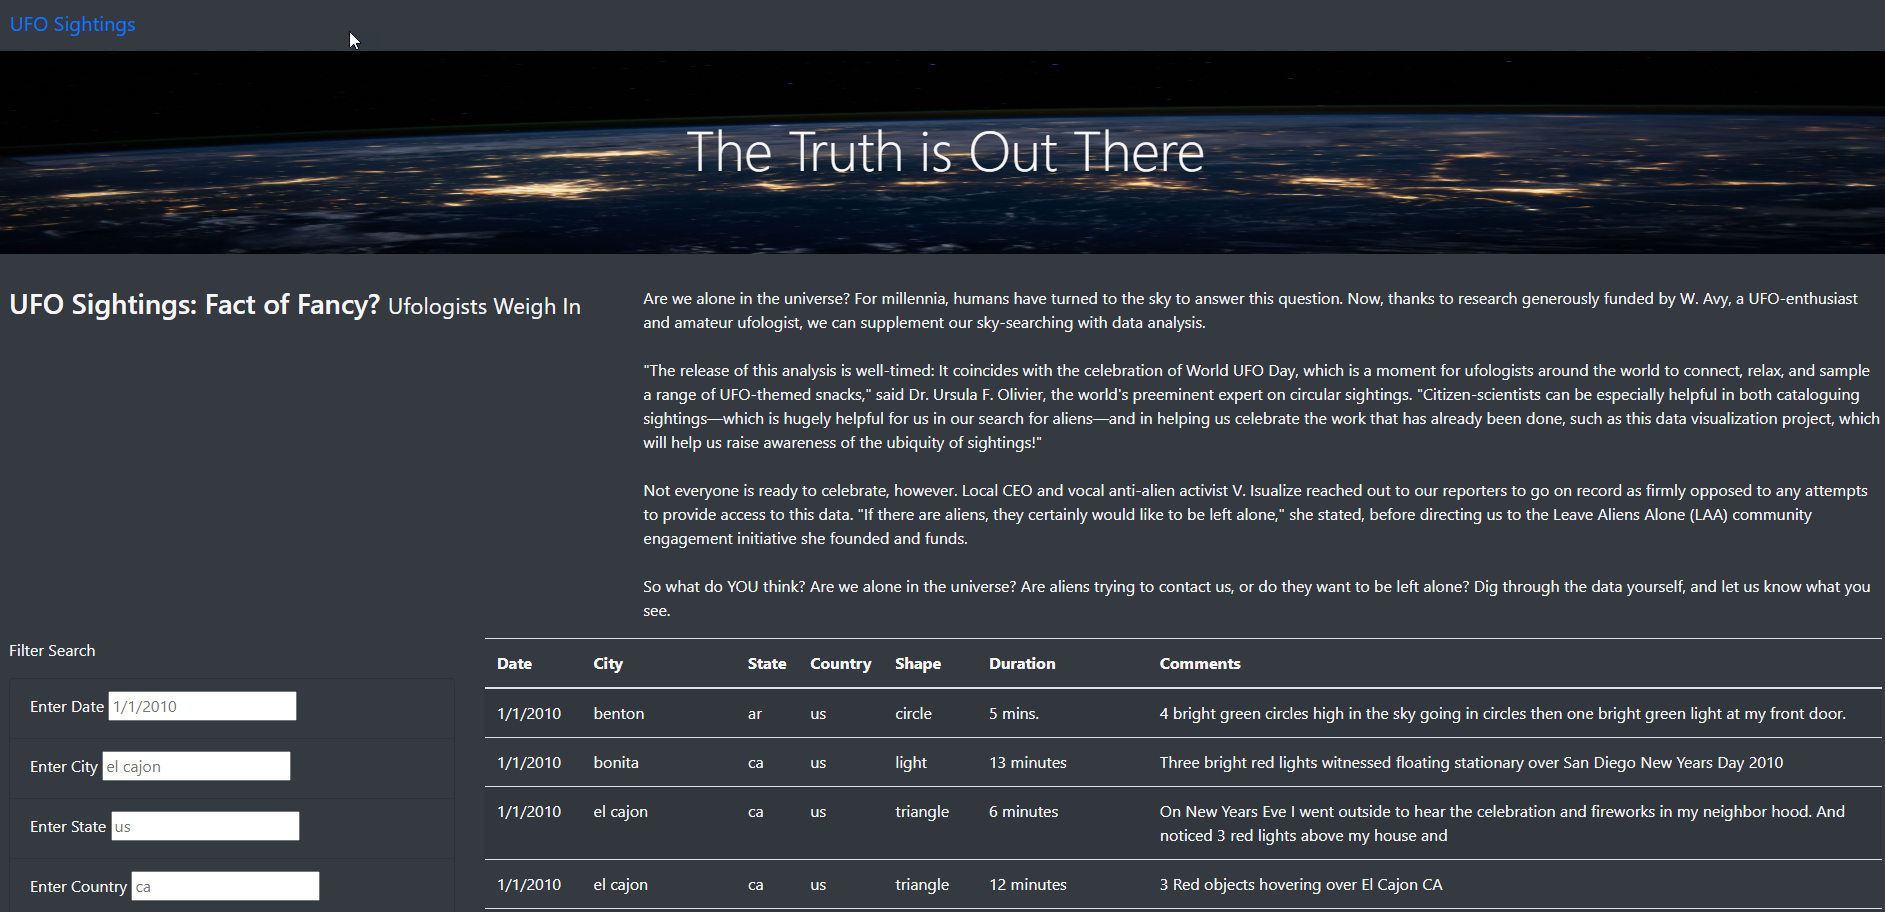 UFO Sightings
The Truth is Out There
UFO Sightings: Fact of Fancy? Ufologists Weigh In
Are we alone in the universe? For millennia, humans have turned to the sky to answer this question. Now, thanks to research generously funded by W. Avy, a UFO-enthusiast
and amateur ufologist, we can supplement our sky-searching with data analysis.
"The release of this analysis is well-timed: It coincides with the celebration of World UFO Day, which is a moment for ufologists around the world to connect, relax, and sample
a range of UFO-themed snacks," said Dr. Ursula F. Olivier, the world's preeminent expert on circular sightings. "Citizen-scientists can be especially helpful in both cataloguing
sightings—which is hugely helpful for us in our search for aliens—and in helping us celebrate the work that has already been done, such as this data visualization project, which
will help us raise awareness of the ubiquity of sightings!"
Not everyone is ready to celebrate, however. Local CEO and vocal anti-alien activist V. Isualize reached out to our reporters to go on record as firmly opposed to any attempts
to provide access to this data. "If there are aliens, they certainly would like to be left alone," she stated, before directing us to the Leave Aliens Alone (LAA) community
engagement initiative she founded and funds.
So what do YOU think? Are we alone in the universe? Are aliens trying to contact us, or do they want to be left alone? Dig through the data yourself, and let us know what you
see.
Filter Search
Enter Date 1/1/2010
Enter City el cajon
Enter State us
Enter Country ca
Date City State Country Shape Duration Comments
1/1/2010 benton ar us circle 5 mins. 4 bright green circles high in the sky going in circles then one bright green light at my front door.
1/1/2010 bonita ca us light 13 minutes Three bright red lights witnessed floating stationary over San Diego New Years Day 2010
1/1/2010 el cajon ca us triangle 6 minutes On New Years Eve I went outside to hear the celebration and fireworks in my neighbor hood. And
noticed 3 red lights above my house and
1/1/2010 el cajon ca us triangle 12 minutes 3 Red objects hovering over El Cajon CA